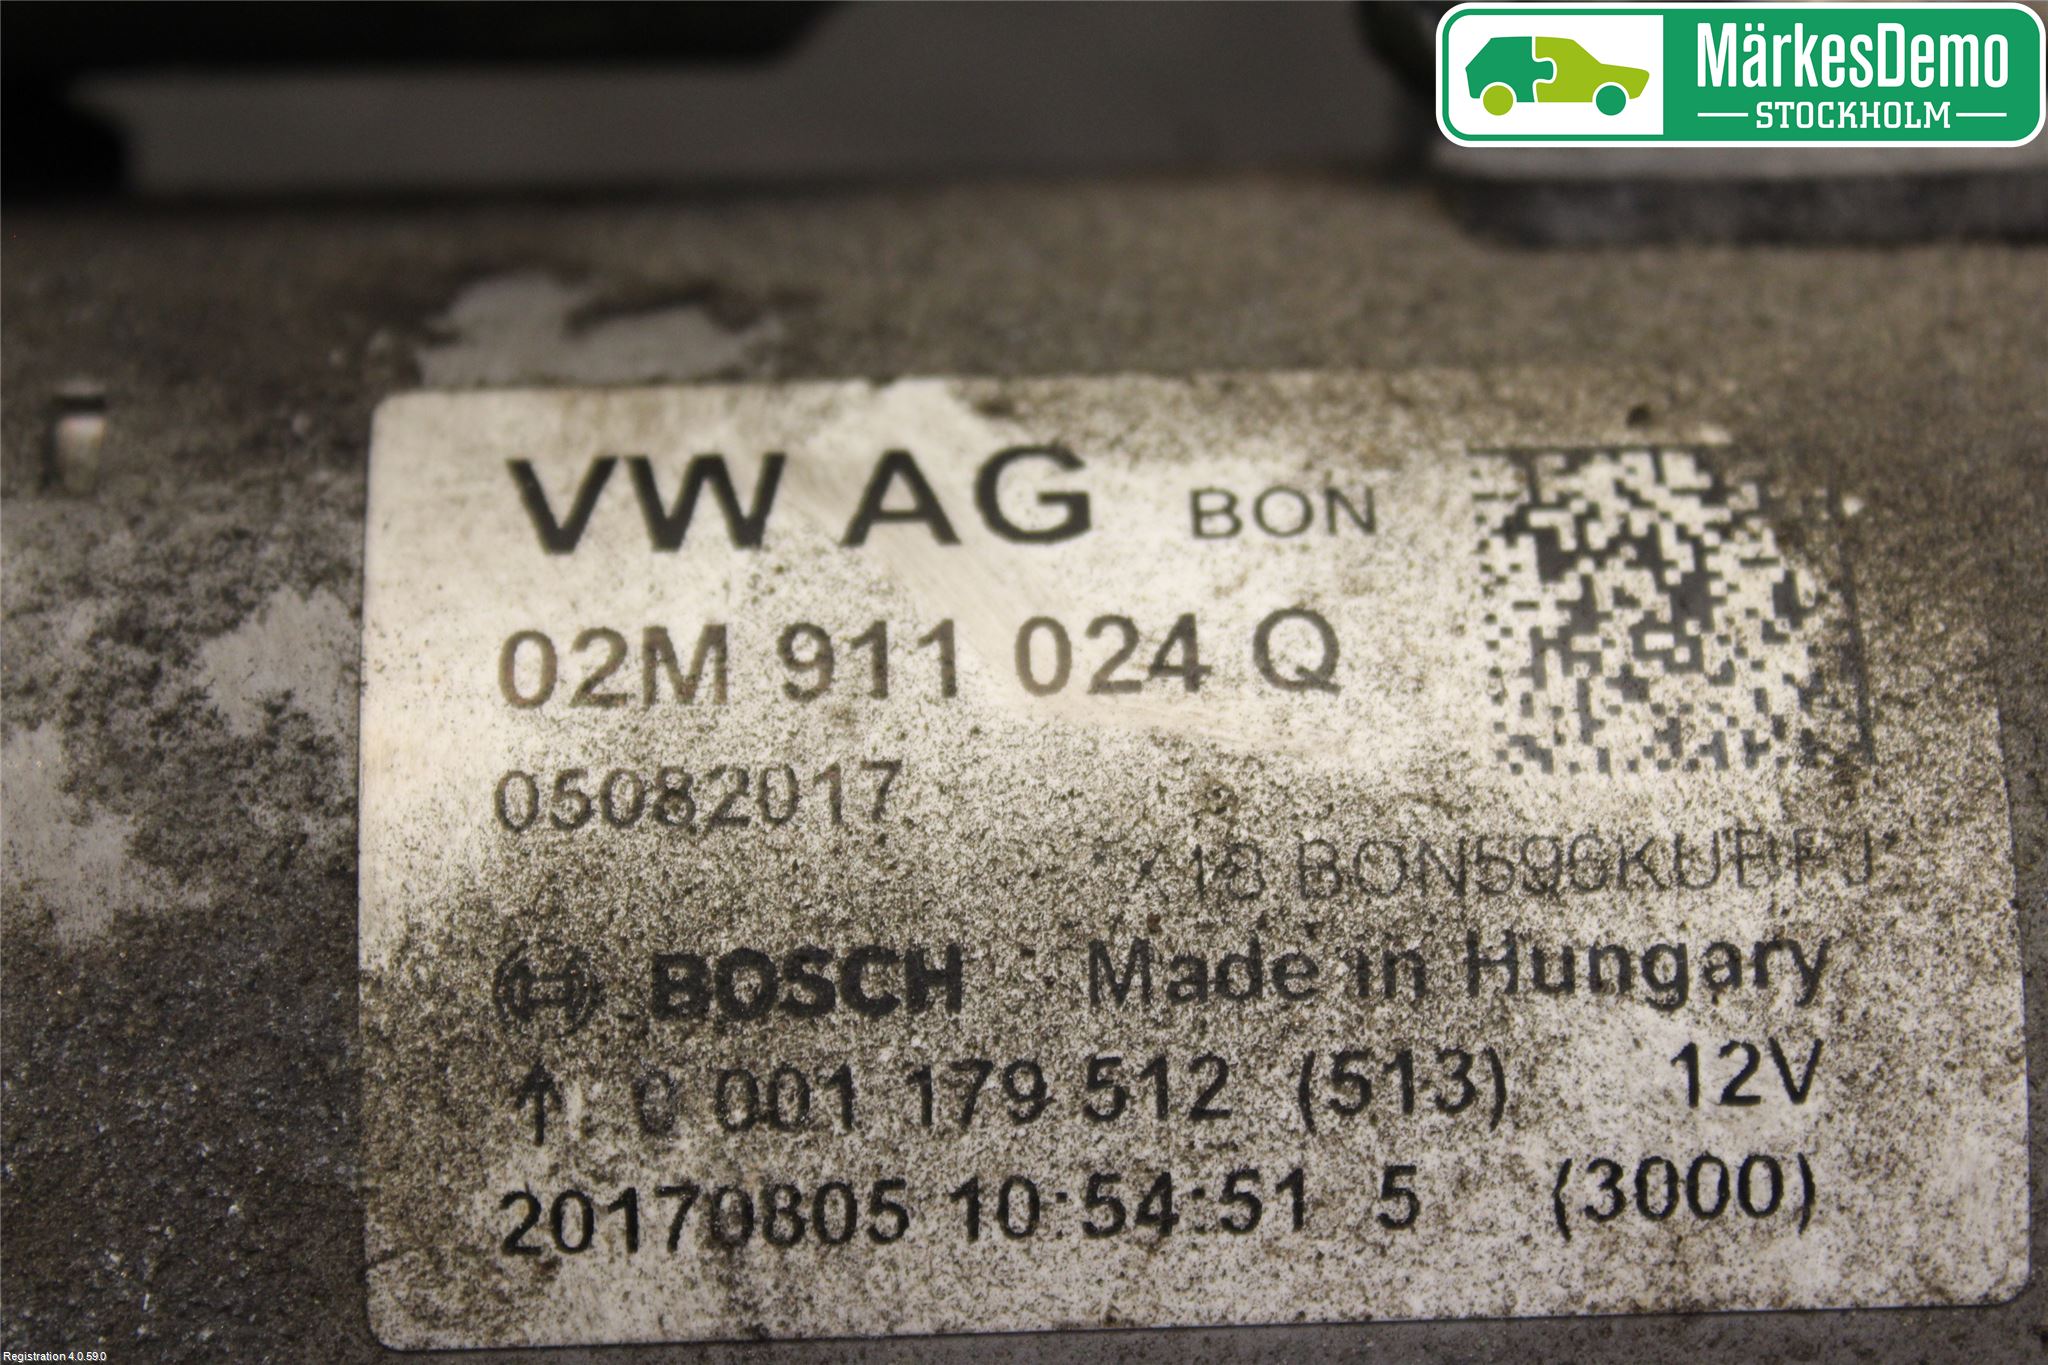 MärkesDemo
STOCKHOLM
VW AG BON
02M 911 024 Q
05082017
BOSCH Made in Hungary
↑ 0 001 179 512 (513) 12V
20170805 10:54:51 5 (3000)
Registration 4.0.59.0